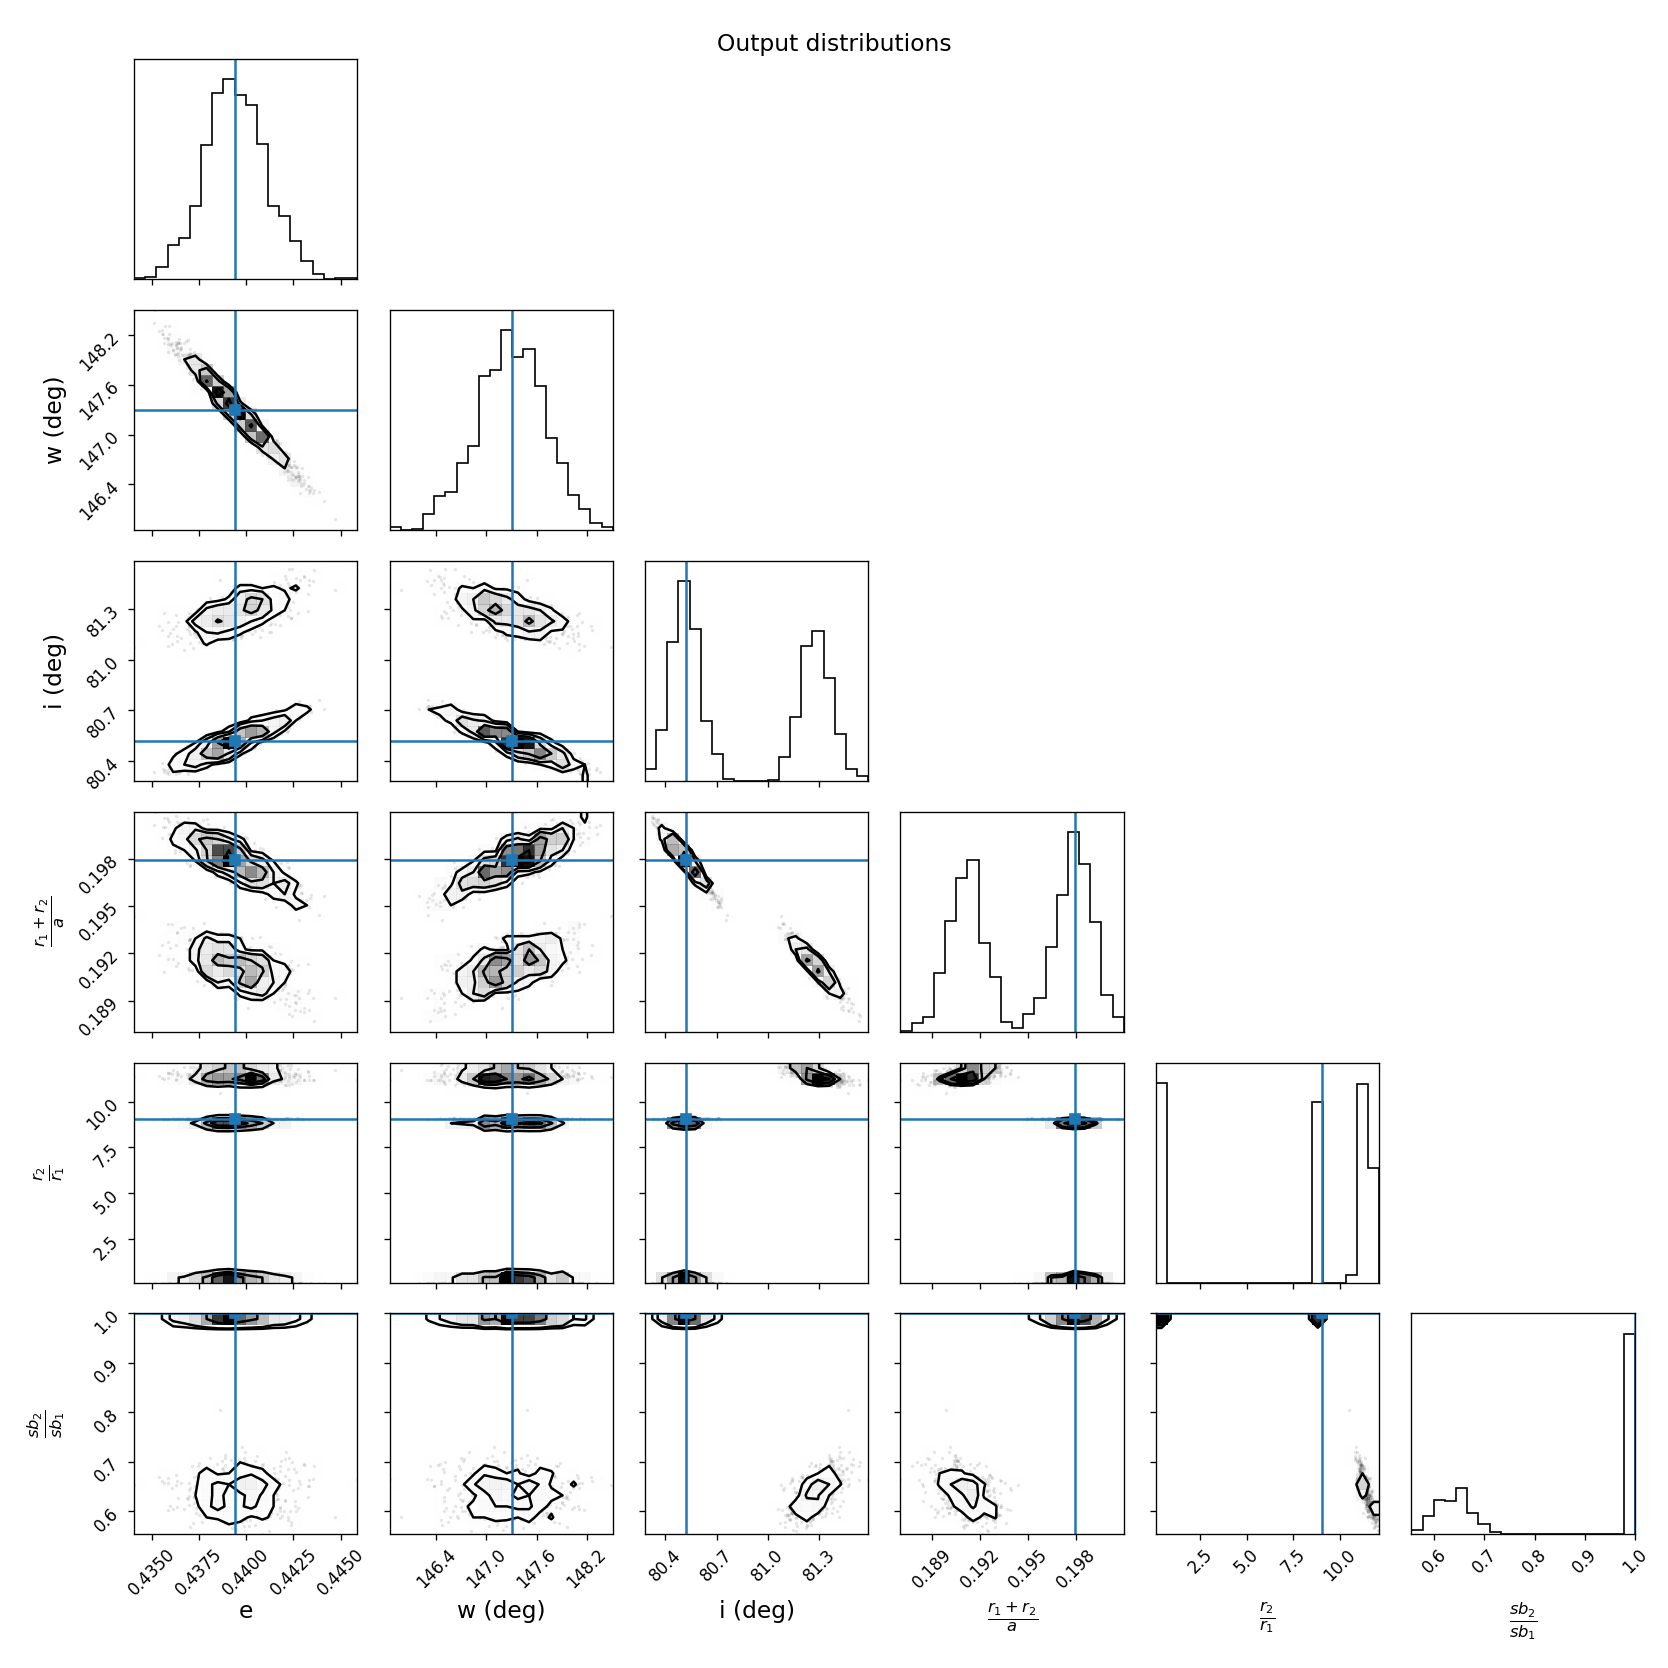 Output distributions
148.2
147.6
147.0
146.4
w (deg)
81.3
81.0
80.7
80.4
i (deg)
0.198
0.195
0.192
0.189
r₁ + r₂
a
10.0
7.5
5.0
2.5
r₂
r₁
1.0
0.9
0.8
0.7
0.6
sb₂
sb₁
0.4350 0.4375 0.4400 0.4425 0.4450 146.4 147.0 147.6 148.2 80.4 80.7 81.0 81.3 0.189 0.192 0.195 0.198 2.5 5.0 7.5 10.0 0.6 0.7 0.8 0.9 1.0
e w (deg) i (deg) r₁ + r₂ r₂ sb₂
a r₁ sb₁